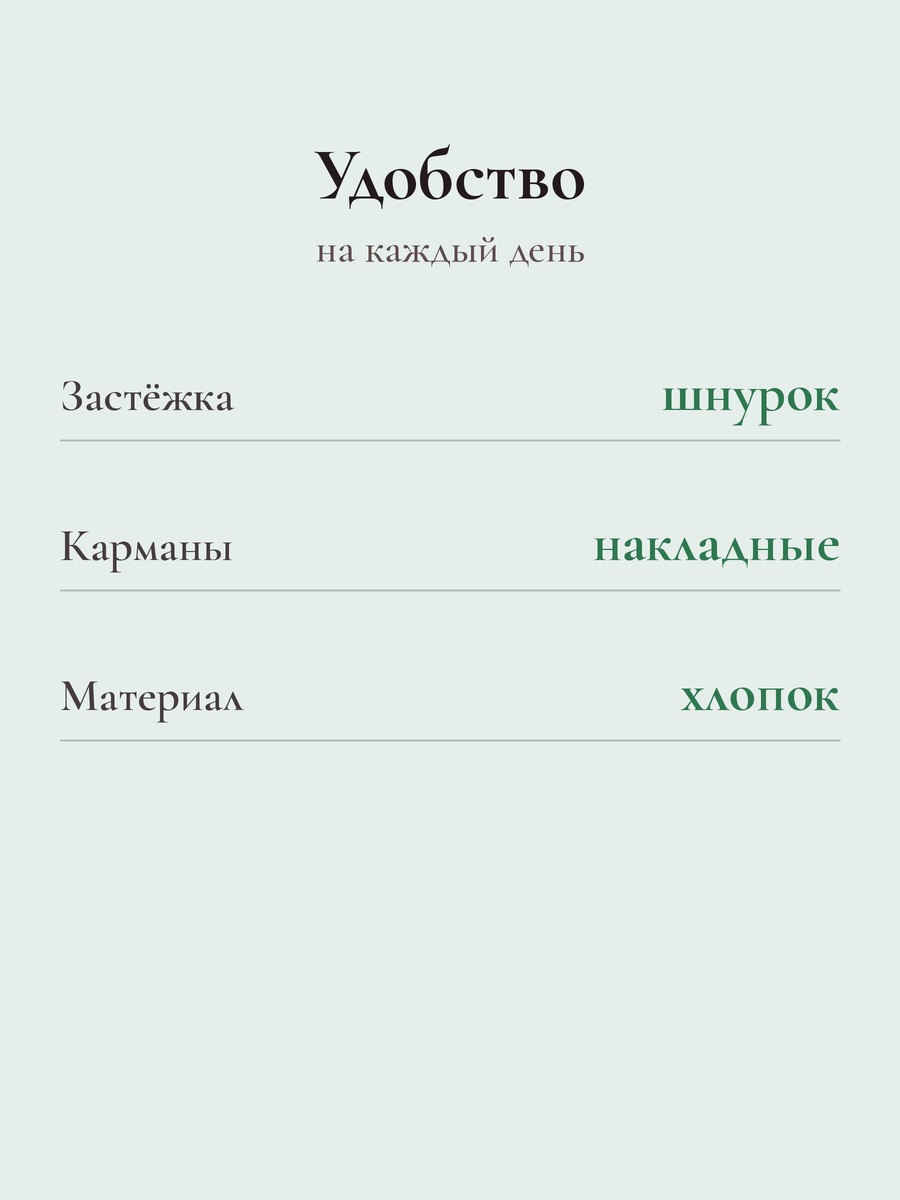 Удобство
на каждый день
Застёжка шнурок
Карманы накладные
Материал хлопок